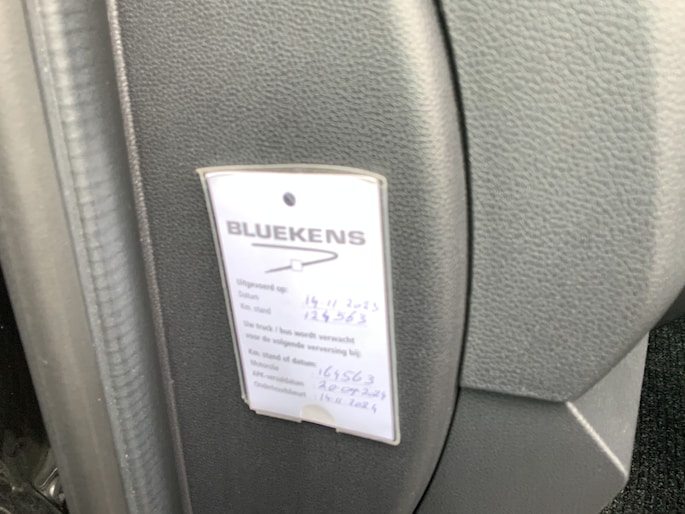 BLUEKENS
Uitgevoerd op:
Datum 14.11.2023
Km. stand 124563
Uw truck / bus wordt verwacht
voor de volgende verversing bij:
Km. stand of datum:
Motorolie : 164563
APK-vervaldatum : 20-09-2024
Onderhoudsbeurt : 14.11.2024